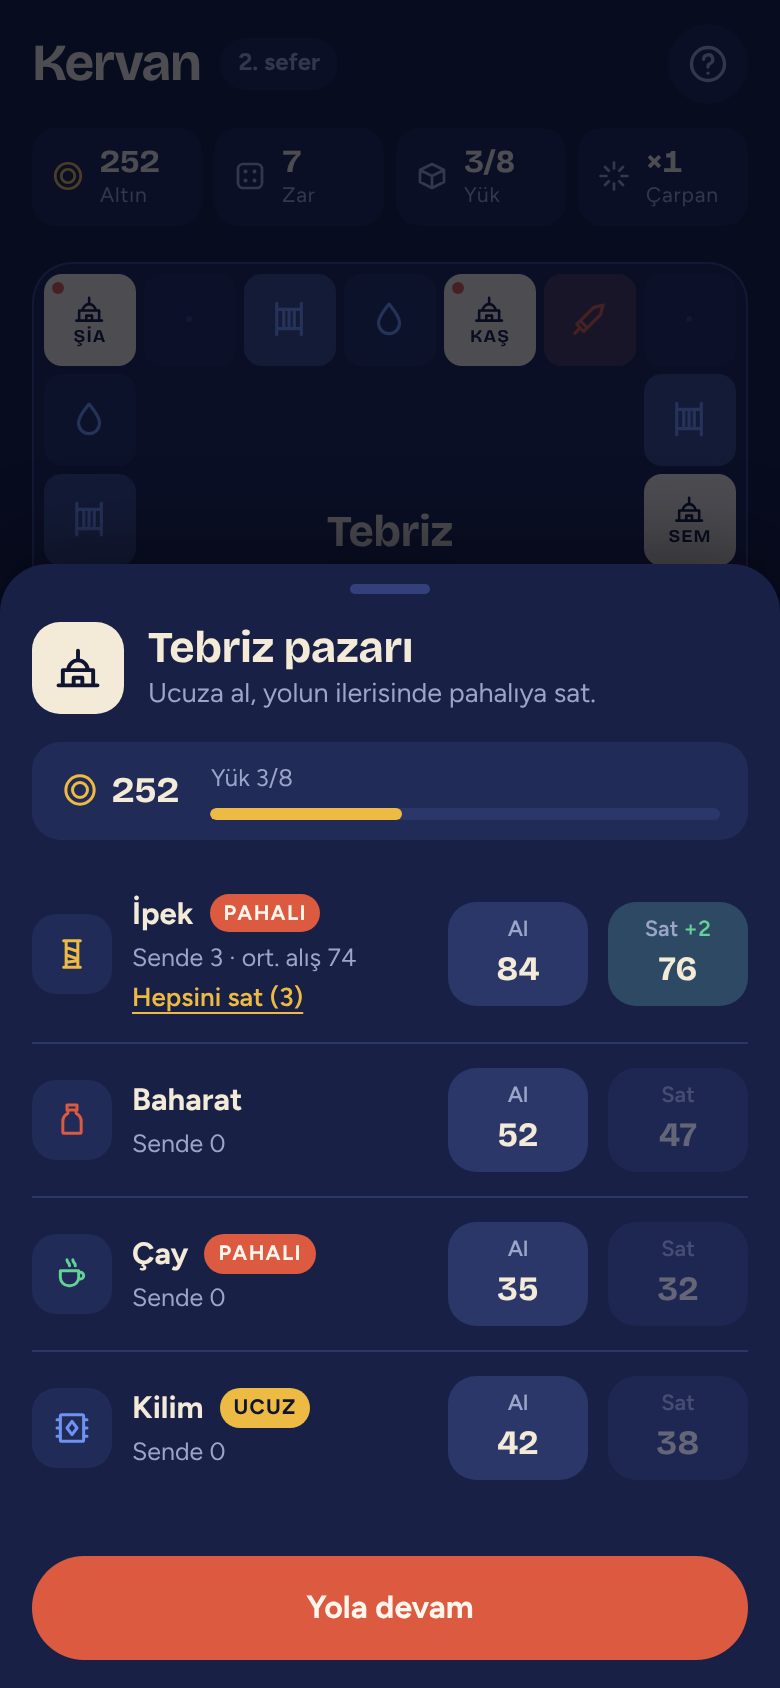 Kervan
2. sefer
252
Altın
7
Zar
3/8
Yük
×1
Çarpan
ŞİA
KAŞ
SEM
Tebriz
Tebriz pazarı
Ucuza al, yolun ilerisinde pahalıya sat.
252
Yük 3/8
İpek PAHALI
Sende 3 · ort. alış 74
Hepsini sat (3)
Al
84
Sat +2
76
Baharat
Sende 0
Al
52
Sat
47
Çay PAHALI
Sende 0
Al
35
Sat
32
Kilim UCUZ
Sende 0
Al
42
Sat
38
Yola devam